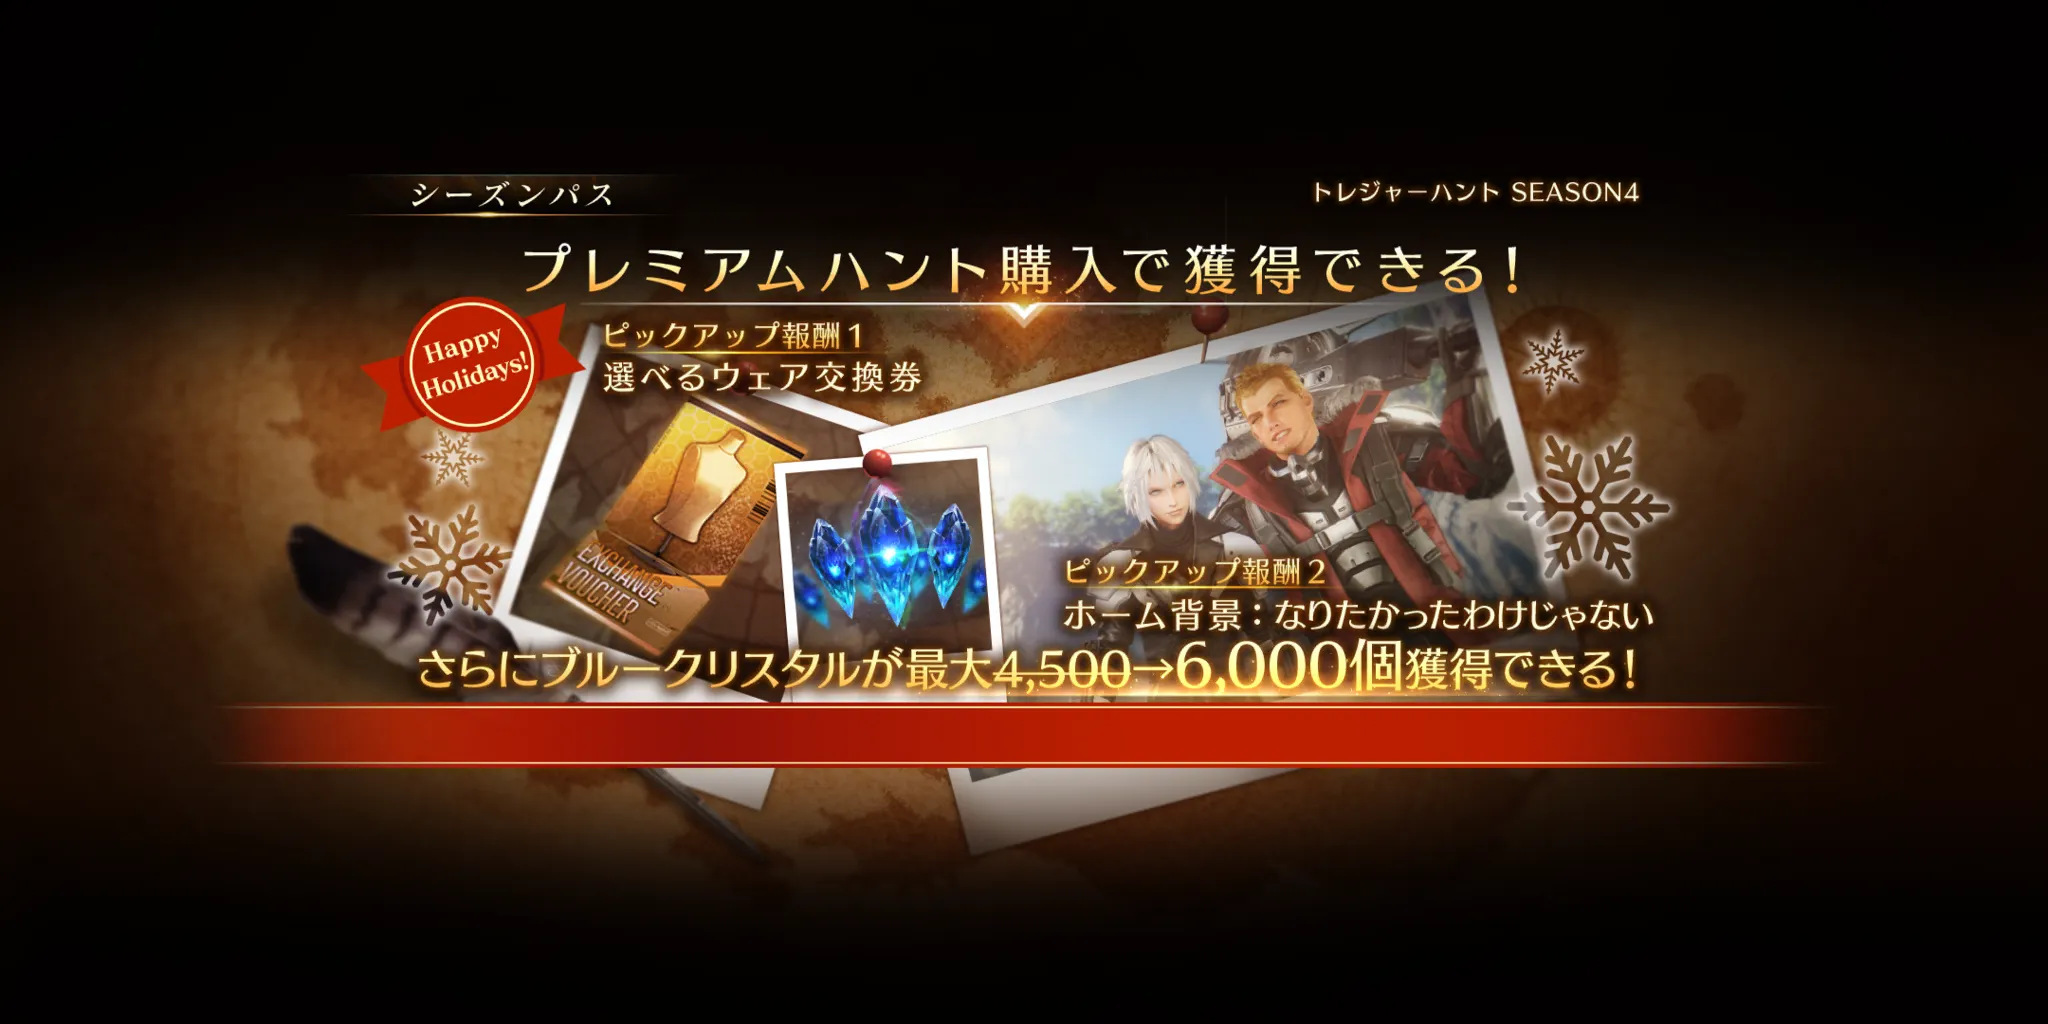 シーズンパス
トレジャーハント SEASON4
プレミアムハント購入で獲得できる！
Happy
Holidays!
ピックアップ報酬1
選べるウェア交換券
EXCHANGE
VOUCHER
ピックアップ報酬2
ホーム背景：なりたかったわけじゃない
さらにブルークリスタルが最大4,500→6,000個獲得できる！